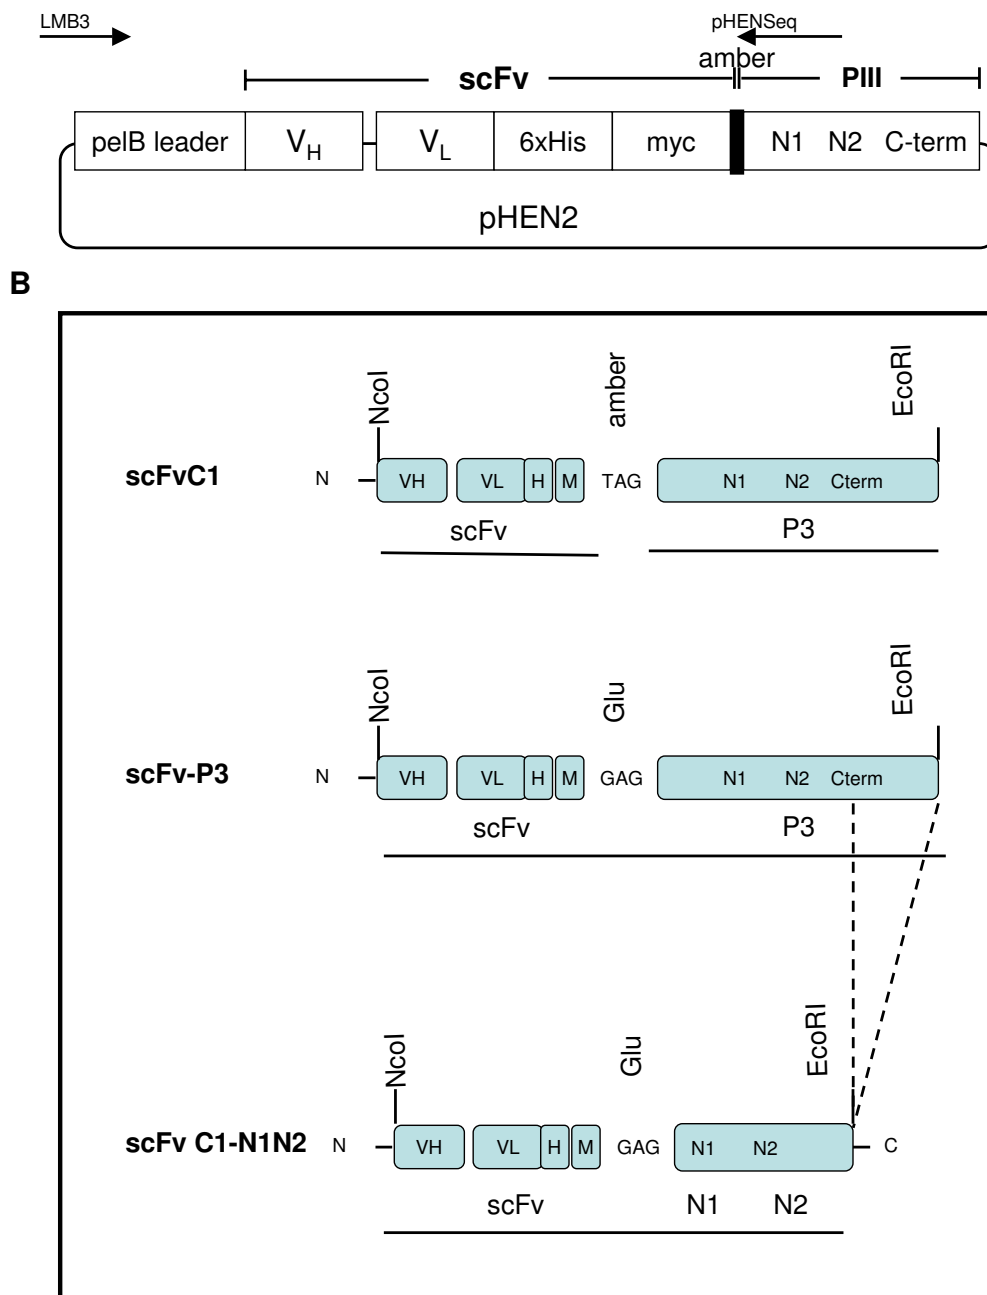 LMB3
pHENSeq
amber
scFv
PIII
pelB leader
VH
VL
6xHis
myc
N1 N2 C-term
pHEN2
B
NcoI
amber
EcoRI
scFvC1
N
VH
VL
H
M
TAG
N1 N2 Cterm
scFv
P3
NcoI
Glu
EcoRI
scFv-P3
N
VH
VL
H
M
GAG
N1 N2 Cterm
scFv
P3
NcoI
Glu
EcoRI
scFv C1-N1N2
N
VH
VL
H
M
GAG
N1 N2
C
scFv
N1 N2